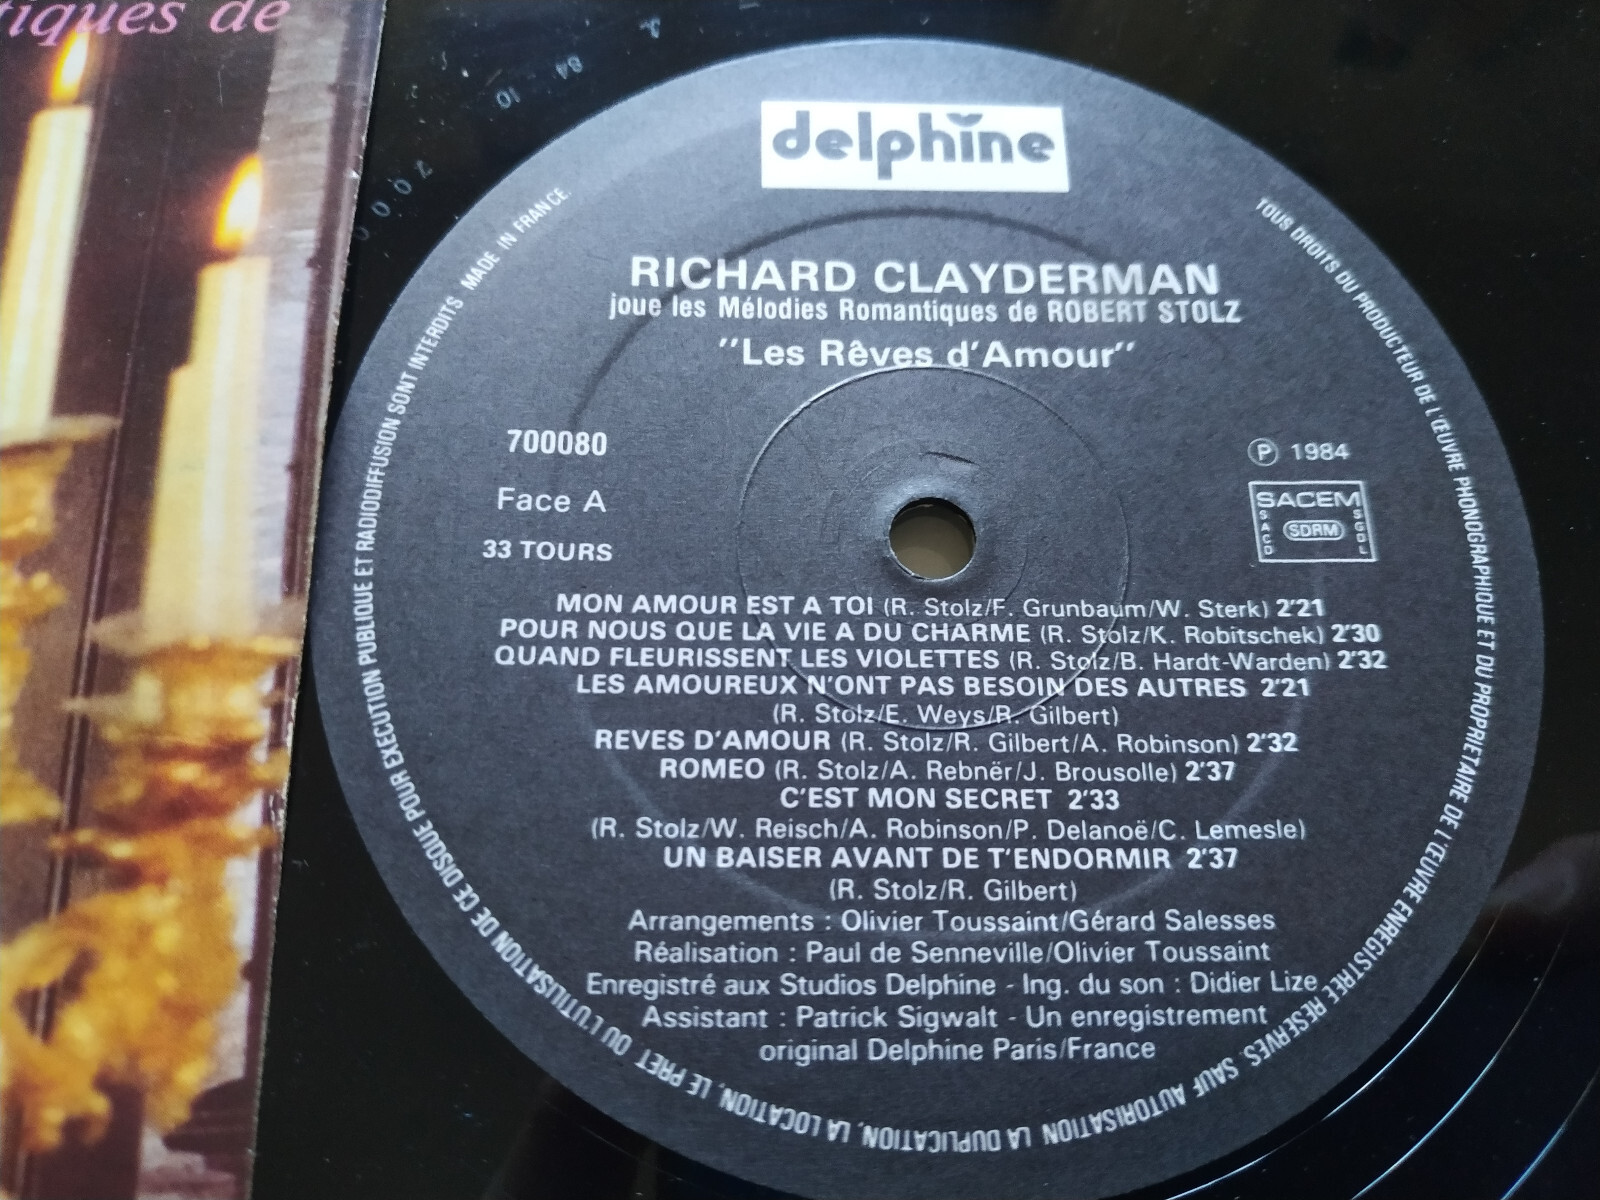 tiques de
delphine
RICHARD CLAYDERMAN
joue les Mélodies Romantiques de ROBERT STOLZ
"Les Rêves d'Amour"
700080
Face A
33 TOURS
℗ 1984
SACEM
SACD
SDRM
SGDL
MON AMOUR EST A TOI (R. Stolz/F. Grunbaum/W. Sterk) 2'21
POUR NOUS QUE LA VIE A DU CHARME (R. Stolz/K. Robitschek) 2'30
QUAND FLEURISSENT LES VIOLETTES (R. Stolz/B. Hardt-Warden) 2'32
LES AMOUREUX N'ONT PAS BESOIN DES AUTRES 2'21
(R. Stolz/E. Weys/R. Gilbert)
REVES D'AMOUR (R. Stolz/R. Gilbert/A. Robinson) 2'32
ROMEO (R. Stolz/A. Rebnër/J. Brousolle) 2'37
C'EST MON SECRET 2'33
(R. Stolz/W. Reisch/A. Robinson/P. Delanoë/C. Lemesle)
UN BAISER AVANT DE T'ENDORMIR 2'37
(R. Stolz/R. Gilbert)
Arrangements : Olivier Toussaint/Gérard Salesses
Réalisation : Paul de Senneville/Olivier Toussaint
Enregistré aux Studios Delphine - Ing. du son : Didier Lize
Assistant : Patrick Sigwalt - Un enregistrement
original Delphine Paris/France
TOUS DROITS DU PRODUCTEUR DE L'ŒUVRE PHONOGRAPHIQUE ET DU PROPRIETAIRE DE L'ŒUVRE ENREGISTREE RESERVES. SAUF AUTORISATION LA DUPLICATION, LA LOCATION, LE PRET OU L'UTILISATION DE CE DISQUE POUR EXECUTION PUBLIQUE ET RADIODIFFUSION SONT INTERDITS MADE IN FRANCE.